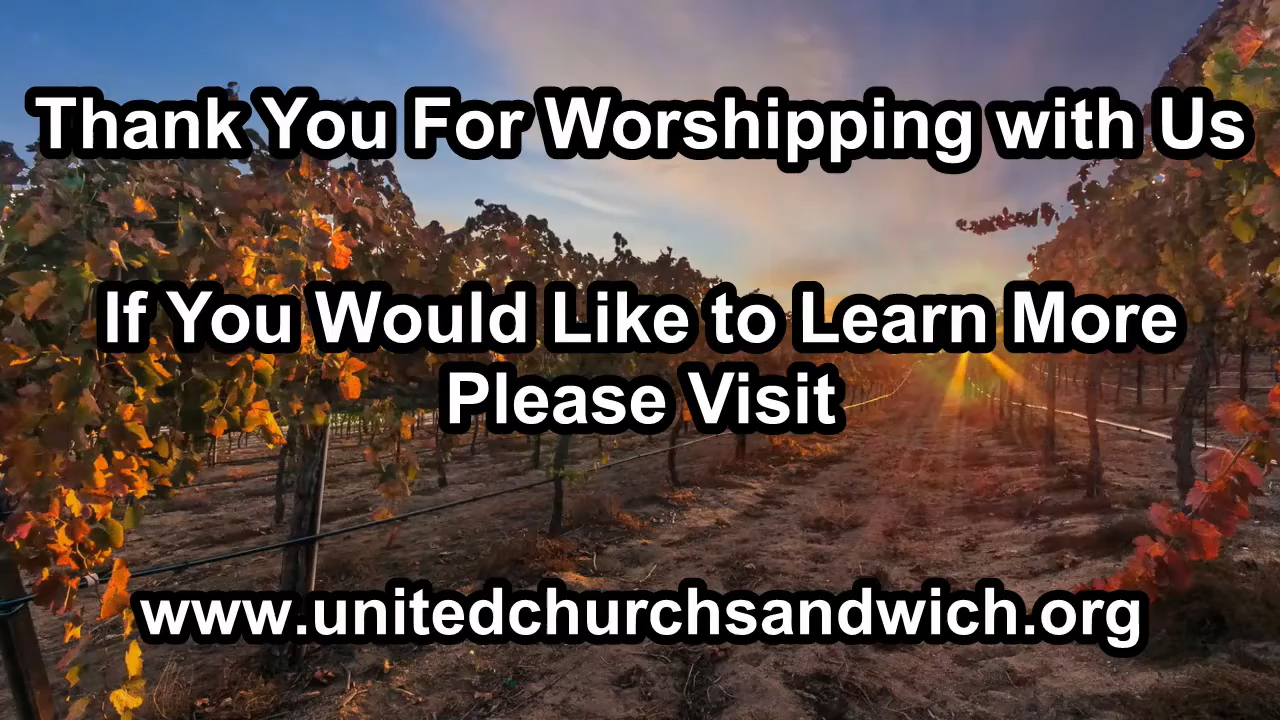 Thank You For Worshipping with Us
If You Would Like to Learn More
Please Visit
www.unitedchurchsandwich.org